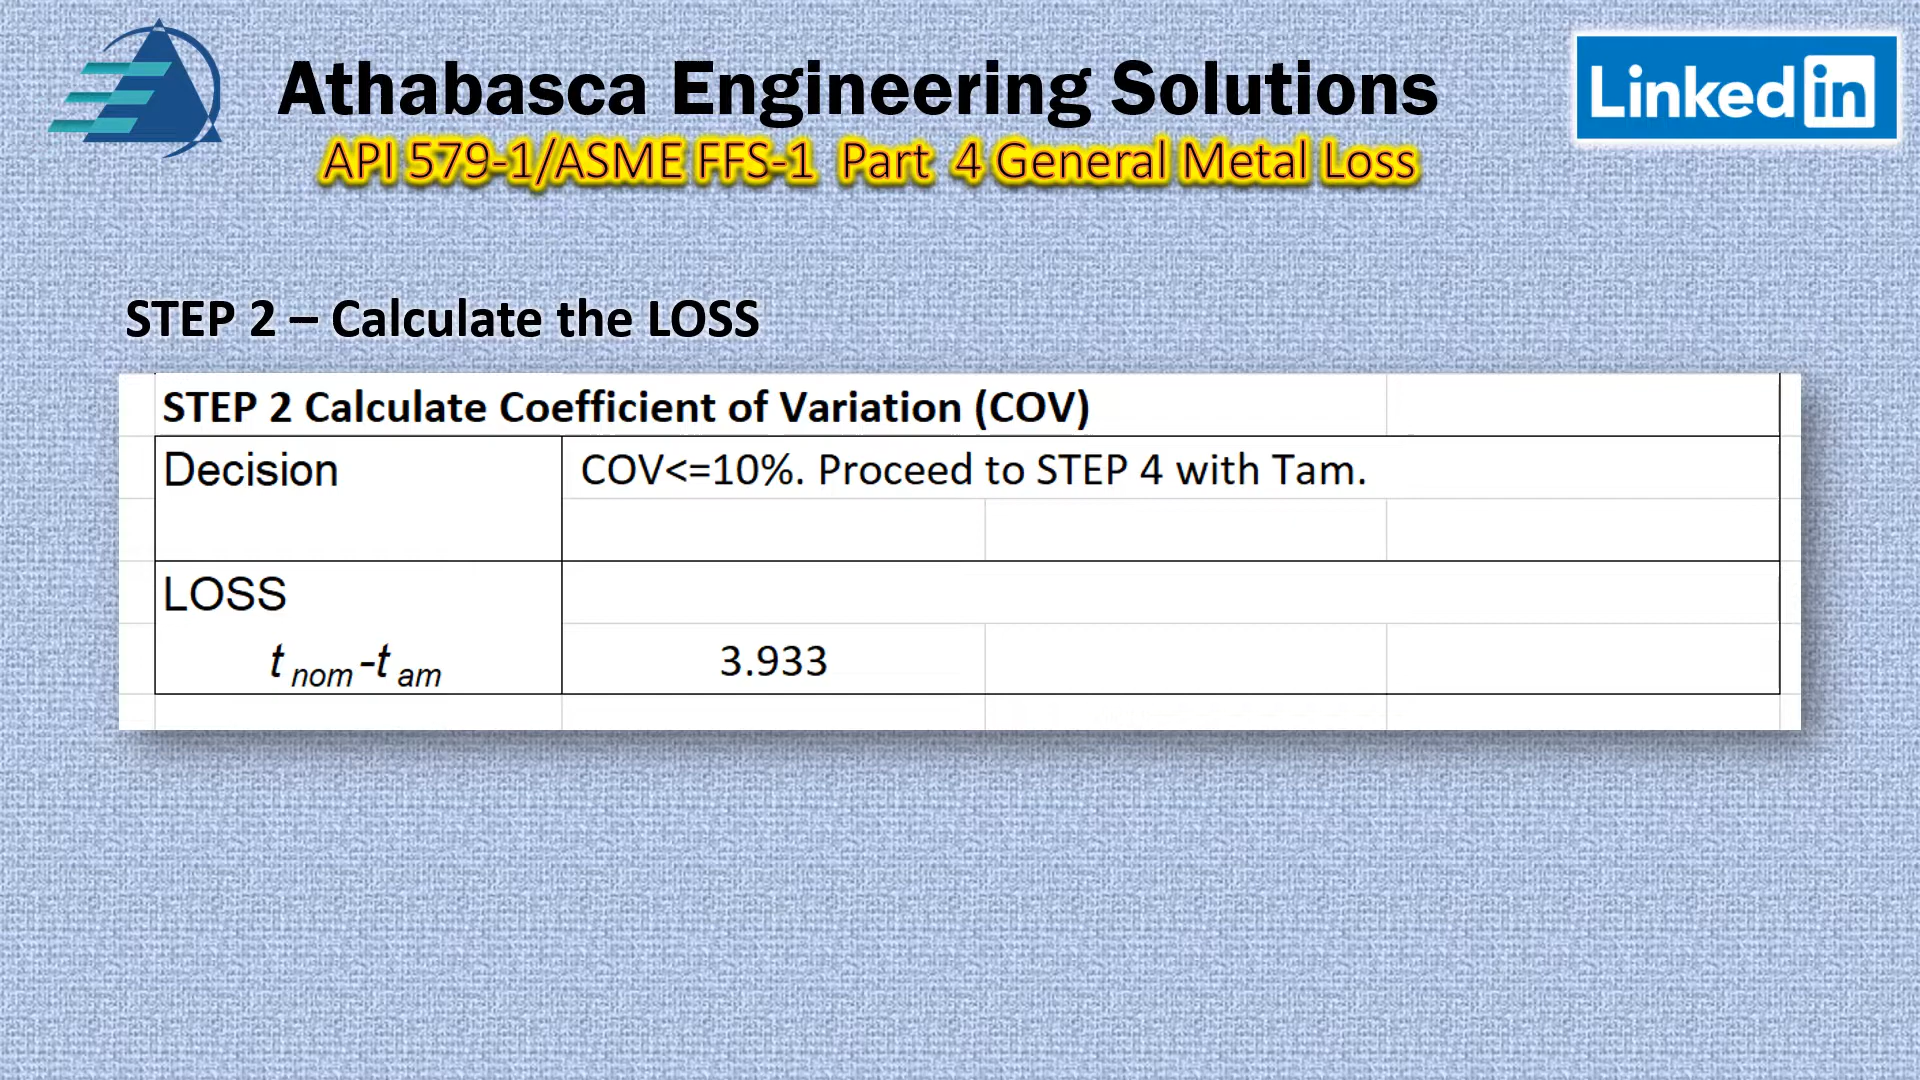 Athabasca Engineering Solutions
LinkedIn
API 579-1/ASME FFS-1 Part 4 General Metal Loss
STEP 2 – Calculate the LOSS
STEP 2 Calculate Coefficient of Variation (COV)
Decision COV<=10%. Proceed to STEP 4 with Tam.
LOSS
t nom -t am 3.933